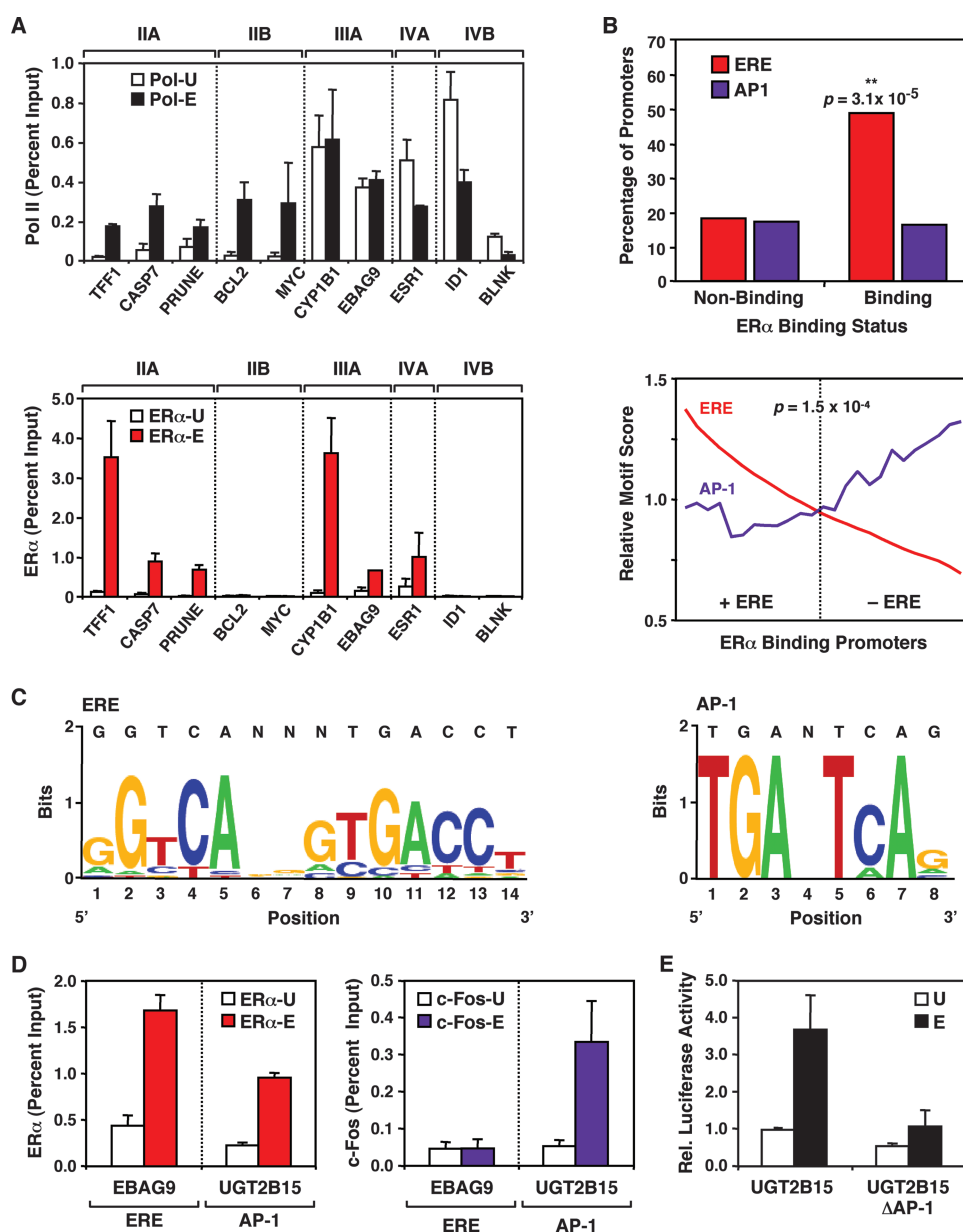 A
IIA IIB IIIA IVA IVB
Pol II (Percent Input)
1.0
0.8
0.6
0.4
0.2
0
Pol-U
Pol-E
TFF1 CASP7 PRUNE BCL2 MYC CYP1B1 EBAG9 ESR1 ID1 BLNK
IIA IIB IIIA IVA IVB
ERα (Percent Input)
5.0
4.0
3.0
2.0
1.0
0
ERα-U
ERα-E
TFF1 CASP7 PRUNE BCL2 MYC CYP1B1 EBAG9 ESR1 ID1 BLNK
B
Percentage of Promoters
70
60
50
40
30
20
10
0
ERE
AP1
**
p = 3.1x 10-5
Non-Binding Binding
ERα Binding Status
Relative Motif Score
1.5
1.0
0.5
ERE
p = 1.5 x 10-4
AP-1
+ ERE – ERE
ERα Binding Promoters
C
ERE
G G T C A N N N T G A C C T
Bits
2
1
0
1 2 3 4 5 6 7 8 9 10 11 12 13 14
5’ Position 3’
AP-1
T G A N T C A G
Bits
2
1
0
1 2 3 4 5 6 7 8
5’ Position 3’
D
ERα (Percent Input)
2.0
1.5
1.0
0.5
0.0
ERα-U
ERα-E
EBAG9 UGT2B15
ERE AP-1
c-Fos (Percent Input)
0.5
0.4
0.3
0.2
0.1
0.0
c-Fos-U
c-Fos-E
EBAG9 UGT2B15
ERE AP-1
E
Rel. Luciferase Activity
5.0
4.0
3.0
2.0
1.0
0.0
U
E
UGT2B15 UGT2B15
ΔAP-1